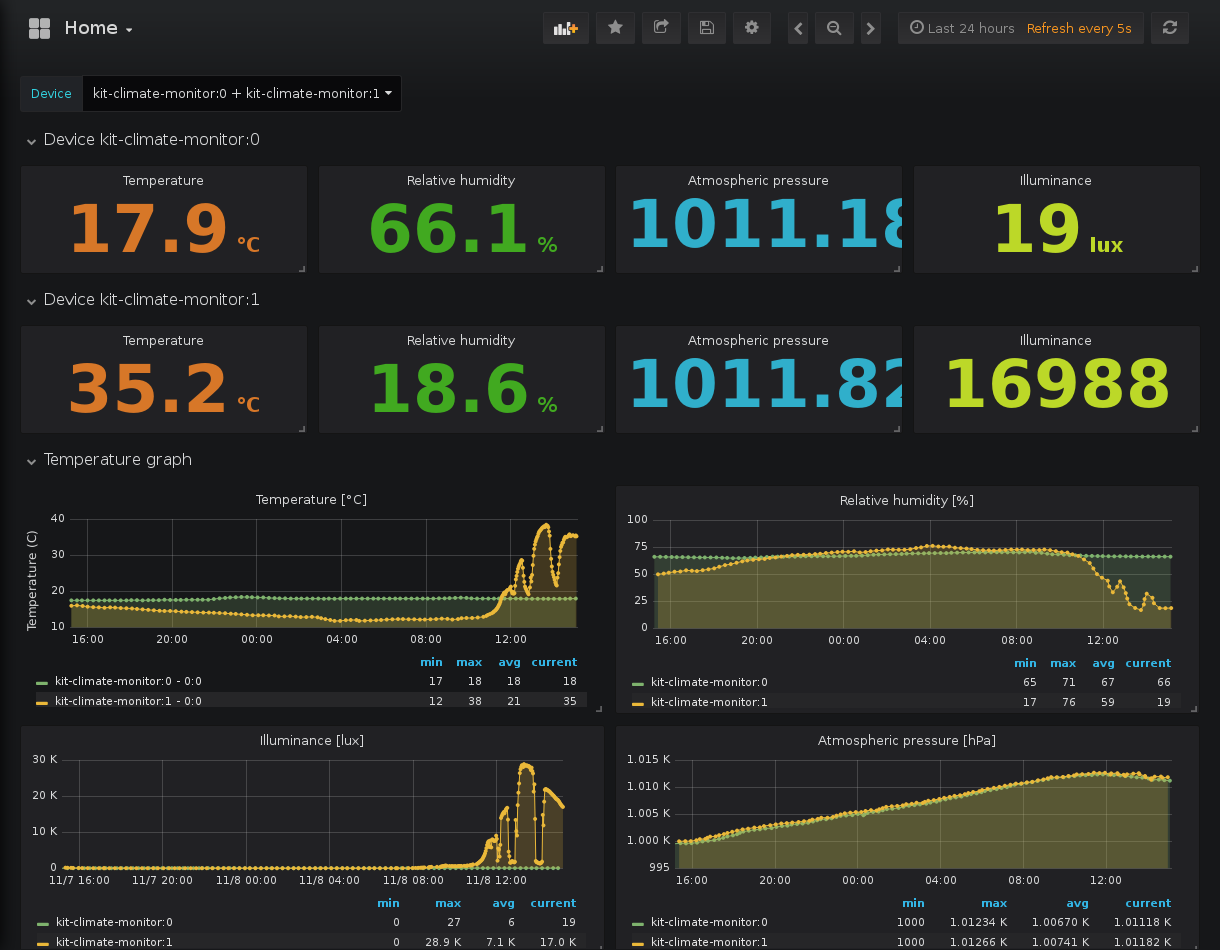 Home
Last 24 hours Refresh every 5s
Device kit-climate-monitor:0 + kit-climate-monitor:1
Device kit-climate-monitor:0
Temperature Relative humidity Atmospheric pressure Illuminance
17.9 °C 66.1 % 1011.18 19 lux
Device kit-climate-monitor:1
Temperature Relative humidity Atmospheric pressure Illuminance
35.2 °C 18.6 % 1011.82 16988
Temperature graph
Temperature [°C]
Temperature (C)
40
30
20
10
16:00 20:00 00:00 04:00 08:00 12:00
min max avg current
kit-climate-monitor:0 - 0:0 17 18 18 18
kit-climate-monitor:1 - 0:0 12 38 21 35
Relative humidity [%]
100
75
50
25
0
16:00 20:00 00:00 04:00 08:00 12:00
min max avg current
kit-climate-monitor:0 65 71 67 66
kit-climate-monitor:1 17 76 59 19
Illuminance [lux]
30 K
20 K
10 K
0
11/7 16:00 11/7 20:00 11/8 00:00 11/8 04:00 11/8 08:00 11/8 12:00
min max avg current
kit-climate-monitor:0 0 27 6 19
kit-climate-monitor:1 0 28.9 K 7.1 K 17.0 K
Atmospheric pressure [hPa]
1.015 K
1.010 K
1.005 K
1.000 K
995
16:00 20:00 00:00 04:00 08:00 12:00
min max avg current
kit-climate-monitor:0 1000 1.01234 K 1.00670 K 1.01118 K
kit-climate-monitor:1 1000 1.01266 K 1.00741 K 1.01182 K